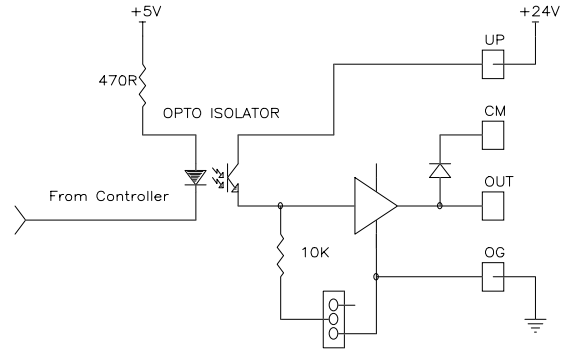 +5V
+24V
UP
470R
OPTO ISOLATOR
CM
From Controller
OUT
10K
OG